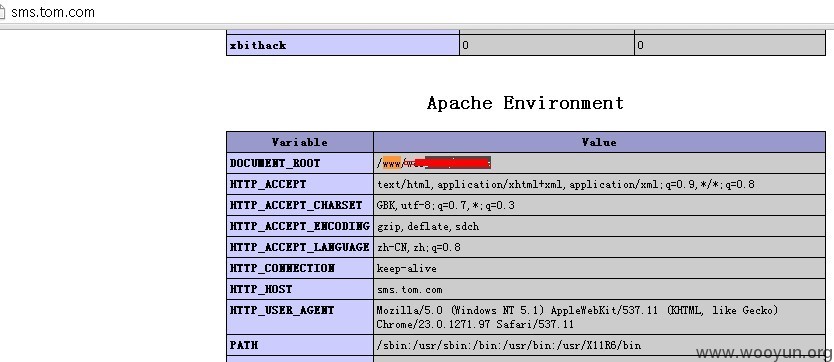 sms.tom.com
xbithack 0 0
Apache Environment
Variable Value
DOCUMENT_ROOT /www/
HTTP_ACCEPT text/html,application/xhtml+xml,application/xml;q=0.9,*/*;q=0.8
HTTP_ACCEPT_CHARSET GBK,utf-8;q=0.7,*;q=0.3
HTTP_ACCEPT_ENCODING gzip,deflate,sdch
HTTP_ACCEPT_LANGUAGE zh-CN,zh;q=0.8
HTTP_CONNECTION keep-alive
HTTP_HOST sms.tom.com
HTTP_USER_AGENT Mozilla/5.0 (Windows NT 5.1) AppleWebKit/537.11 (KHTML, like Gecko)
Chrome/23.0.1271.97 Safari/537.11
PATH /sbin:/usr/sbin:/bin:/usr/bin:/usr/X11R6/bin
www.wooyun.org